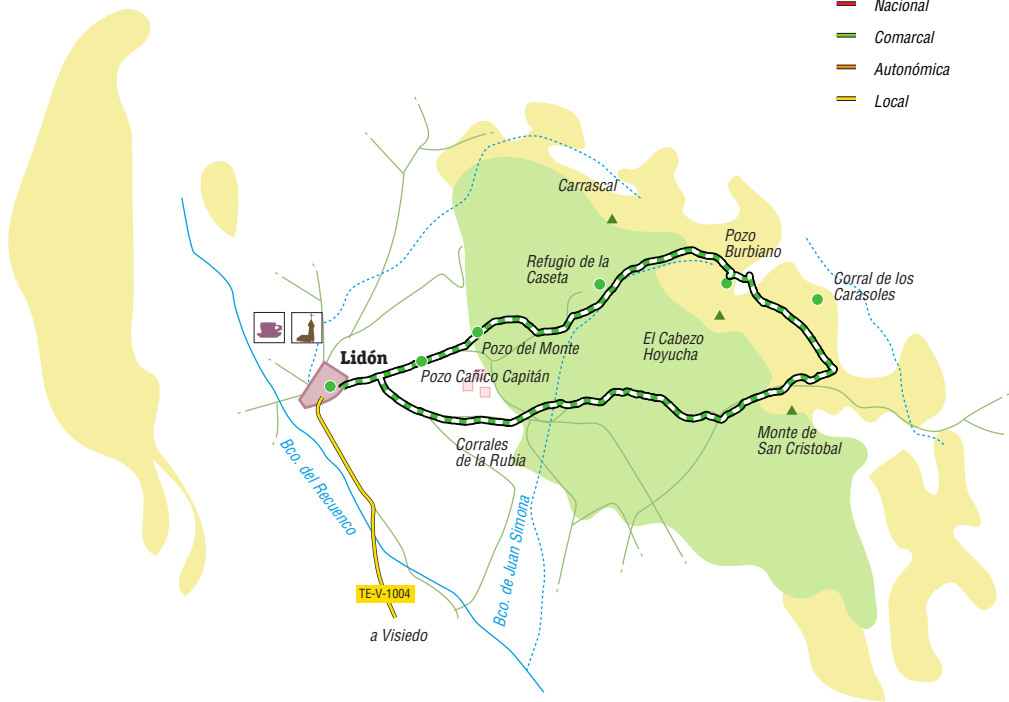 Nacional
Comarcal
Autonómica
Local
Carrascal
Pozo
Burbiano
Refugio de la
Caseta
Corral de los
Carasoles
El Cabezo
Hoyucha
Lidón
Pozo del Monte
Pozo Cañico Capitán
Corrales
de la Rubia
Monte de
San Cristobal
Bco. del Recuenco
Bco. de Juan Simona
TE-V-1004
a Visiedo